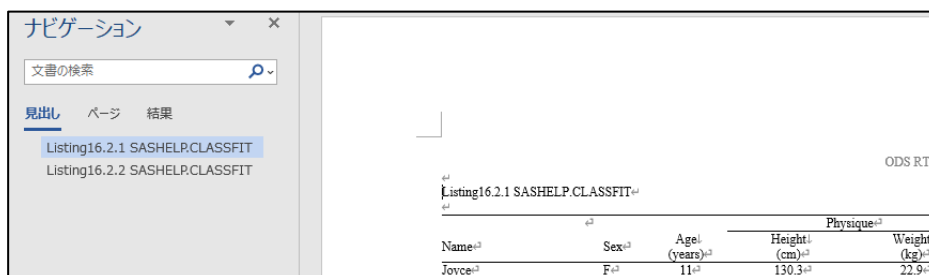 ナビゲーション
文書の検索
見出し ページ 結果
Listing16.2.1 SASHELP.CLASSFIT
Listing16.2.2 SASHELP.CLASSFIT
ODS RT
Listing16.2.1 SASHELP.CLASSFIT
Physique
Name Sex Age Height Weight
(years) (cm) (kg)
Joyce F 11 130.3 22.9